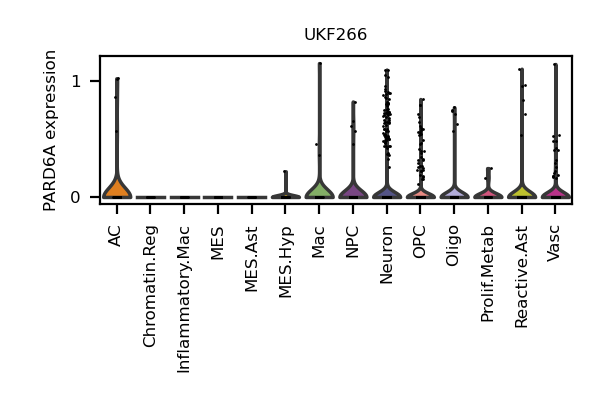 UKF266
PARD6A expression
1
0
AC
Chromatin.Reg
Inflammatory.Mac
MES
MES.Ast
MES.Hyp
Mac
NPC
Neuron
OPC
Oligo
Prolif.Metab
Reactive.Ast
Vasc